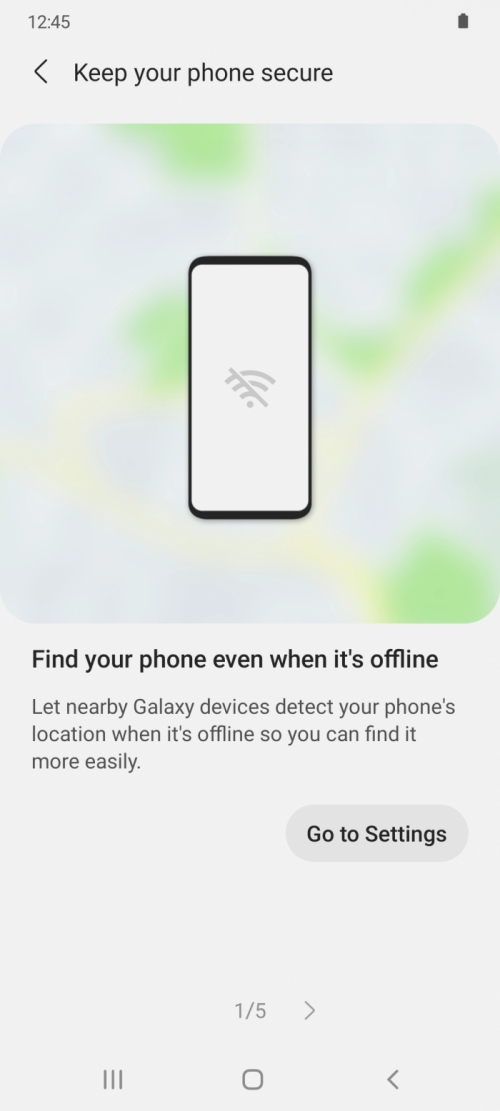 12:45
Keep your phone secure
Find your phone even when it's offline
Let nearby Galaxy devices detect your phone's
location when it's offline so you can find it
more easily.
Go to Settings
1/5